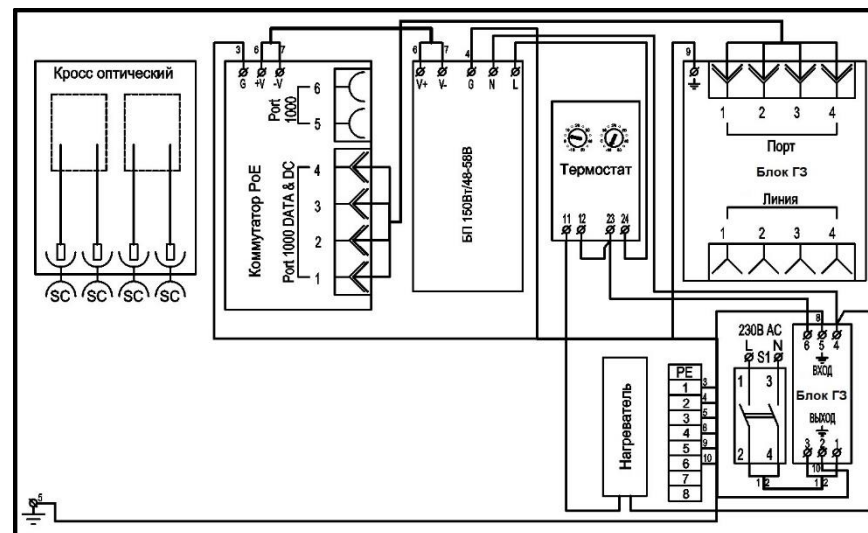 Кросс оптический
SC SC SC SC
3 6 7
G +V -V
Port 1000
6
5
Коммутатор PoE
Port 1000 DATA & DC
4
3
2
1
6 7 4 5 1 2
V+ V- G N L
БП 150Вт/48-58В
Термостат
11 12 23 24
9
1 2 3 4
Порт
Блок ГЗ
Линия
1 2 3 4
Нагреватель
PE
1 3
2 4
3 5
4 8
5 9
6 10
7
8
230В AC
L N
S1
1 3
2 4
1 2
8
6 5 4
ВХОД
Блок ГЗ
ВЫХОД
3 2 1
10
1 2
5